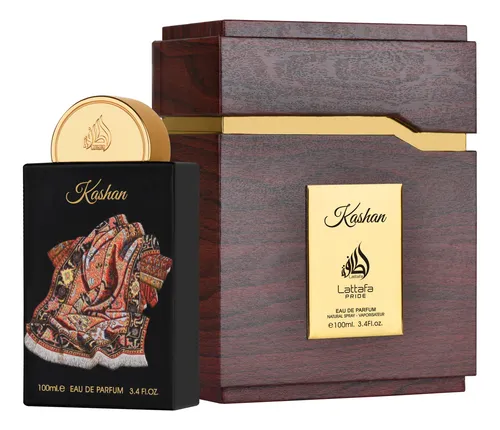 Kashan
100ml.e EAU DE PARFUM 3.4 Fl.OZ.
Kashan
Lattafa
PRIDE
EAU DE PARFUM
NATURAL SPRAY - VAPORISATEUR
℮100ml. 3.4Fl.oz.